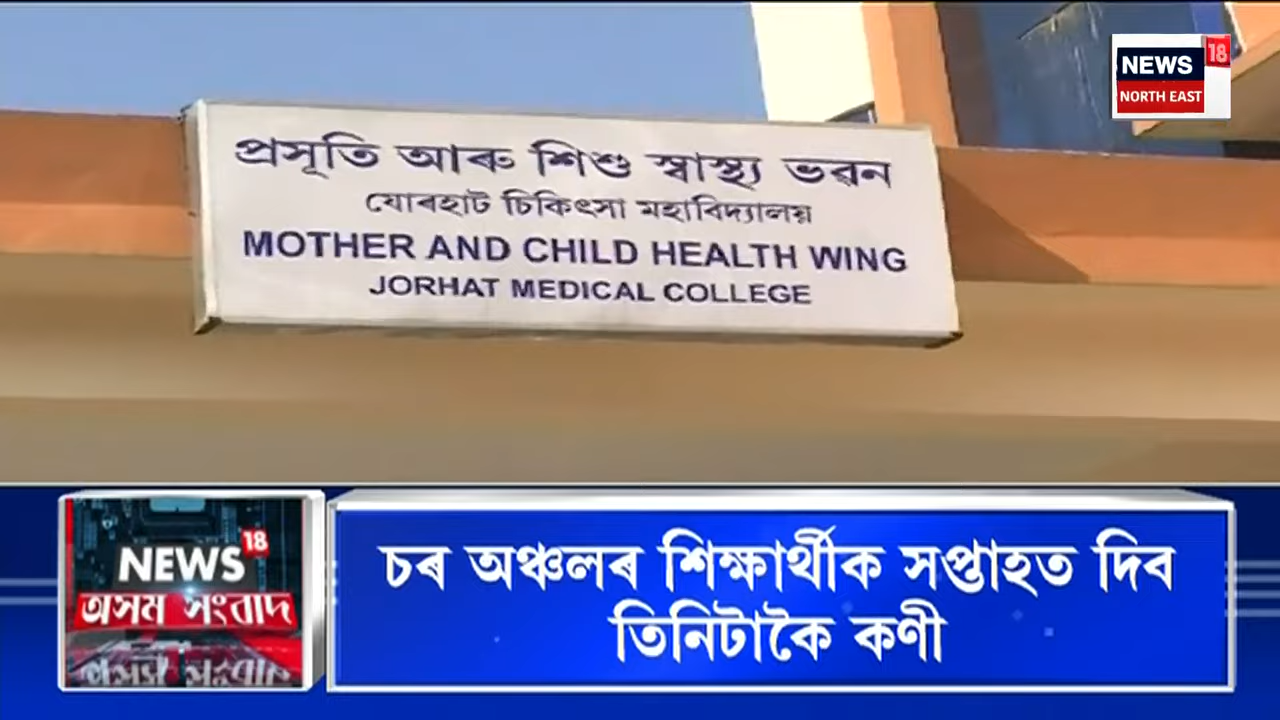 NEWS 18
NORTH EAST
প্ৰসূতি আৰু শিশু স্বাস্থ্য ভৱন
যোৰহাট চিকিৎসা মহাবিদ্যালয়
MOTHER AND CHILD HEALTH WING
JORHAT MEDICAL COLLEGE
NEWS 18
অসম সংবাদ
চৰ অঞ্চলৰ শিক্ষাৰ্থীক সপ্তাহত দিব
তিনিটাকৈ কণী